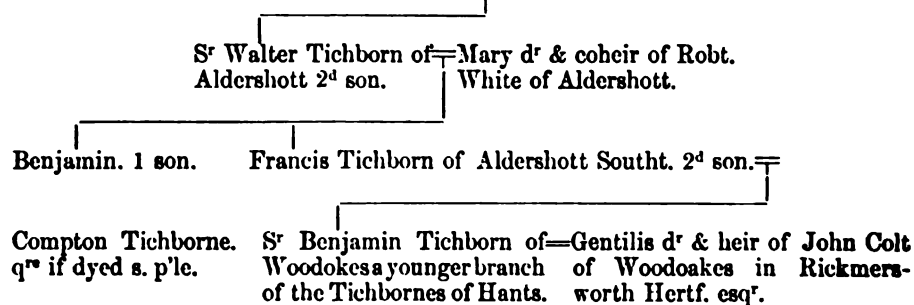 Sʳ Walter Tichborn of═Mary dʳ & coheir of Robt.
Aldershott 2ᵈ son. White of Aldershott.
Benjamin. 1 son. Francis Tichborn of Aldershott Southt. 2ᵈ son.═
Compton Tichborne. Sʳ Benjamin Tichborn of═Gentilis dʳ & heir of John Colt
qʳᵉ if dyed s. p'le. Woodokes a younger branch of Woodoakes in Rickmers-
of the Tichbornes of Hants. worth Hertf. esqʳ.